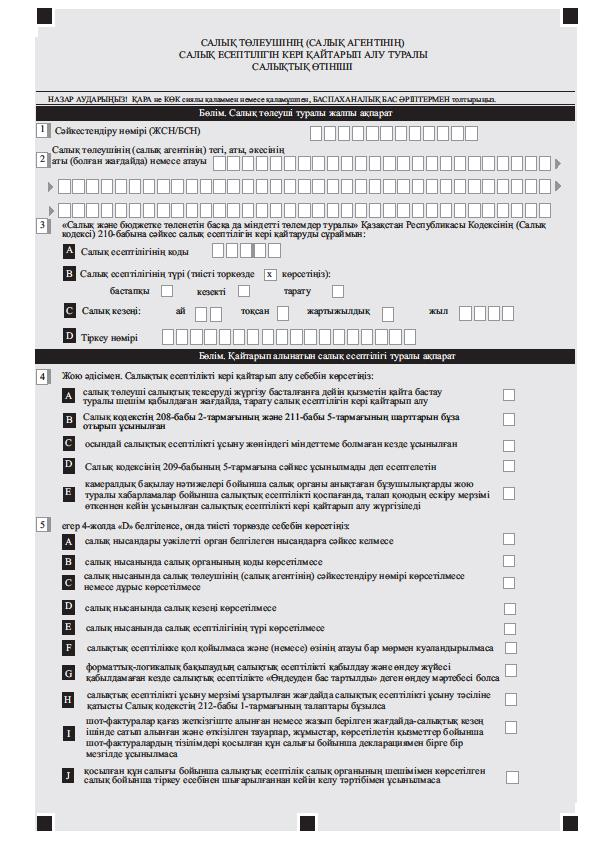 САЛЫҚ ТӨЛЕУШІНІҢ (САЛЫҚ АГЕНТІНІҢ)
САЛЫҚ ЕСЕПТІЛІГІН КЕРІ ҚАЙТАРЫП АЛУ ТУРАЛЫ
САЛЫҚТЫҚ ӨТІНІШІ
НАЗАР АУДАРЫҢЫЗ! ҚАРА не КӨК сиялы қаламмен немесе қаламұшпен, БАСПАХАНАЛЫҚ БАС ӘРІПТЕРМЕН толтырыңыз.
Бөлім. Салық төлеуші туралы жалпы ақпарат
1 Сәйкестендіру нөмірі (ЖСН/БСН)
Салық төлеушінің (салық агентінің) тегі, аты, әкесінің
2 аты (болған жағдайда) немесе атауы
3 «Салық және бюджетке төленетін басқа да міндетті төлемдер туралы» Қазақстан Республикасы Кодексінің (Салық
кодексі) 210-бабына сәйкес салық есептілігін кері қайтаруды сұраймын:
A Салық есептілігінің коды
B Салық есептілігінің түрі (тиісті торкөзде x көрсетіңіз):
бастапқы кезекті тарату
C Салық кезеңі: ай тоқсан жартыжылдық жыл
D Тіркеу нөмірі
Бөлім. Қайтарып алынатын салық есептілігі туралы ақпарат
4 Жою әдісімен. Салықтық есептілікті кері қайтарып алу себебін көрсетіңіз:
A салық төлеуші салықтық тексеруді жүргізу басталғанға дейін қызметін қайта бастау
туралы шешім қабылдаған жағдайда, тарату салық есептілігін кері қайтарып алу
B Салық кодекстің 208-бабы 2-тармағының және 211-бабы 5-тармағының шарттарын бұза
отырып ұсынылған
C осындай салықтық есептілікті ұсыну жөніндегі міндеттеме болмаған кезде ұсынылған
D Салық кодексінің 209-бабының 5-тармағына сәйкес ұсынылмады деп есептелетін
E камералдық бақылау нәтижелері бойынша салық органы анықтаған бұзушылықтарды жою
туралы хабарламалар бойынша салықтық есептілікті қоспағанда, талап қоюдың ескіру мерзімі
өткеннен кейін ұсынылған салықтық есептілігі кері қайтарып алу жүргізіледі
5 егер 4-жолда «D» белгіленсе, онда тиісті торкөзде себебін көрсетіңіз:
A салық нысандары уәкілетті орган белгілеген нысандарға сәйкес келмесе
B салық нысанында салық органының коды көрсетілмесе
C салық нысанында салық төлеушінің (салық агентінің) сәйкестендіру нөмірі көрсетілмесе
немесе дұрыс көрсетілмесе
D салық нысанында салық кезеңі көрсетілмесе
E салық нысанында салық есептілігінің түрі көрсетілмесе
F салықтық есептілікке қол қойылмаса және (немесе) өзінің атауы бар мөрмен куәландырылмаса
G форматтық-логикалық бақылаудың салықтық есептілікті қабылдау және өңдеу жүйесі
қабылдамаған кезде салықтық есептілікте «Өңдеуден бас тартылды» деген өңдеу мәртебесі болса
H салықтық есептілікті ұсыну мерзімі ұзартылған жағдайда салықтық есептілікті ұсыну тәсіліне
қатысты Салық кодекстің 212-бабы 1-тармағының талаптары бұзылса
I шот-фактуралар қағаз жеткізгіште алынған немесе жазып берілген жағдайда-салықтық кезең
ішінде сатып алынған және өткізілген тауарлар, жұмыстар, көрсетілетін қызметтер бойынша
шот-фактуралардың тізілімдері қосылған құн салығы бойынша декларациямен бірге бір
мезгілде ұсынылмаса
J қосылған құн салығы бойынша салықтық есептілік салық органының шешімімен көрсетілген
салық бойынша тіркеу есебінен шығарылғаннан кейін келу тәртібімен ұсынылмаса